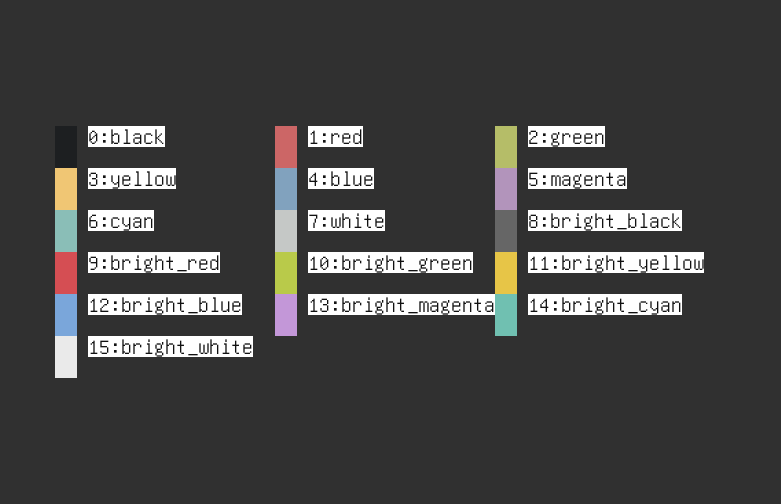 0:black 1:red 2:green
3:yellow 4:blue 5:magenta
6:cyan 7:white 8:bright_black
9:bright_red 10:bright_green 11:bright_yellow
12:bright_blue 13:bright_magenta 14:bright_cyan
15:bright_white